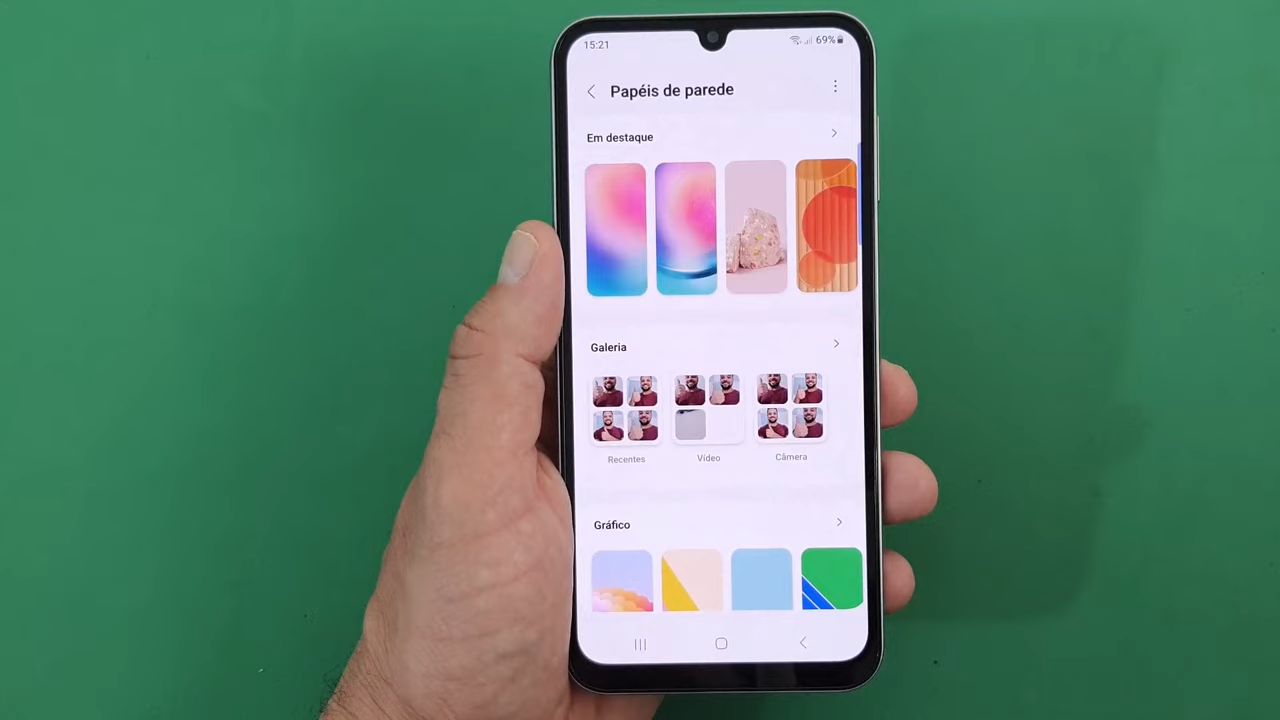 15:21
69%
Papéis de parede
Em destaque
Galeria
Recentes
Vídeo
Câmera
Gráfico